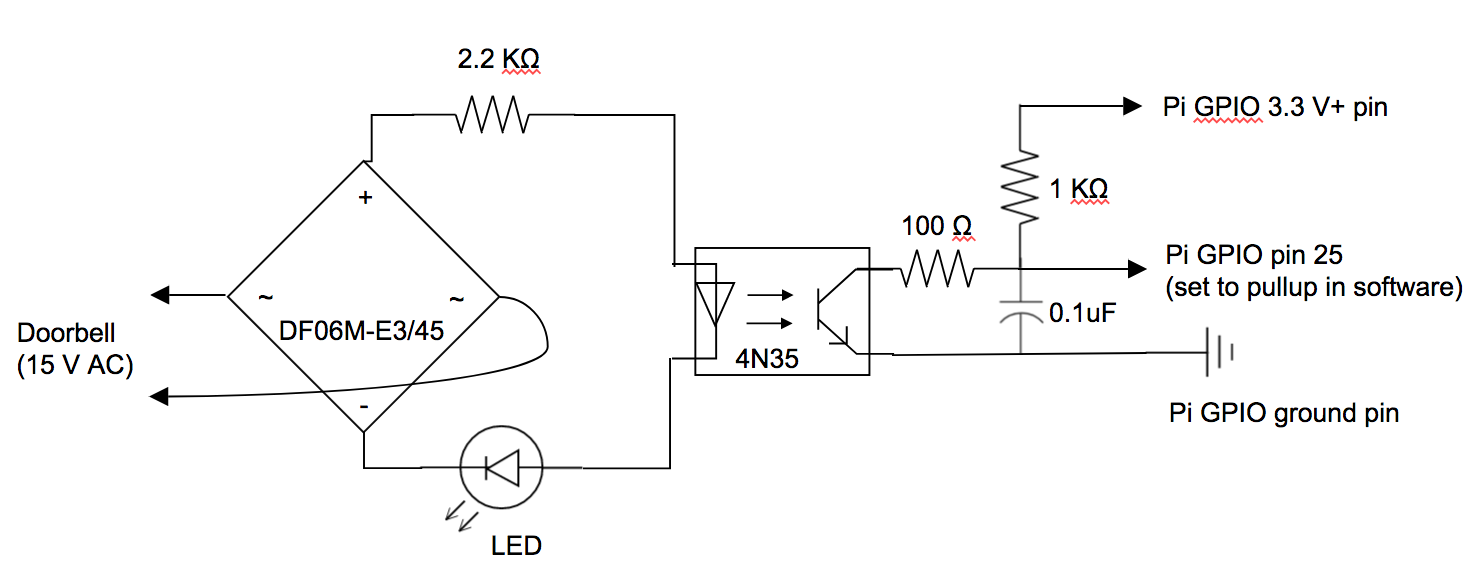 2.2 KΩ
Pi GPIO 3.3 V+ pin
+
1 KΩ
100 Ω
Pi GPIO pin 25
(set to pullup in software)
~ ~
0.1uF
Doorbell
(15 V AC)
DF06M-E3/45
4N35
-
Pi GPIO ground pin
LED